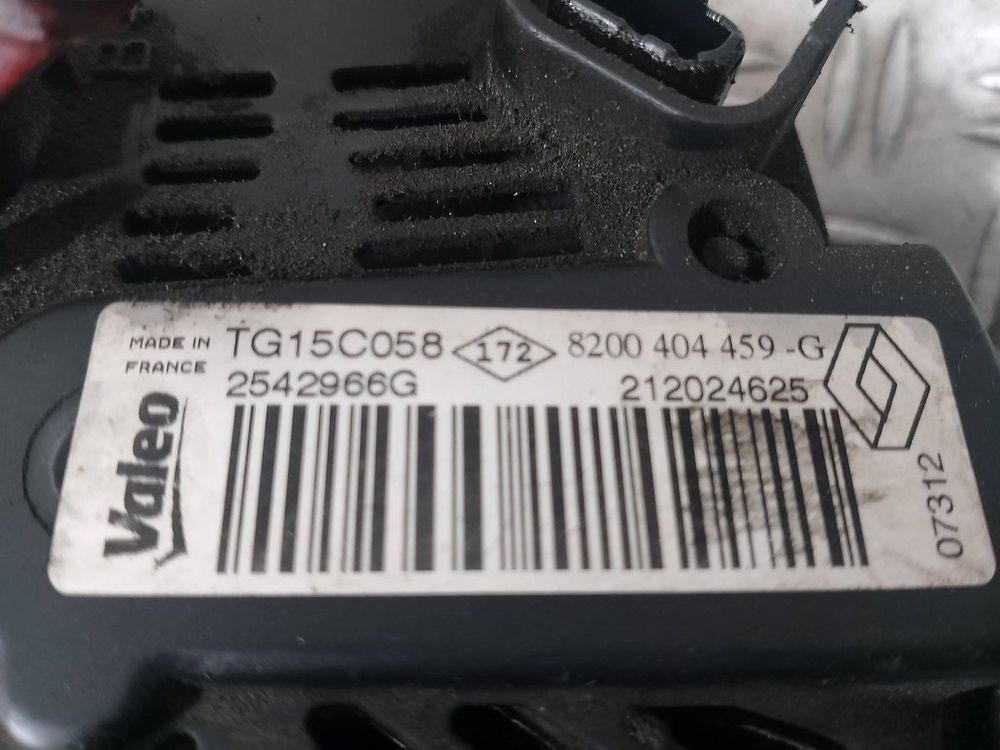 MADE IN FRANCE
TG15C058 172 8200 404 459 -G
2542966G 212024625
Valeo
07312